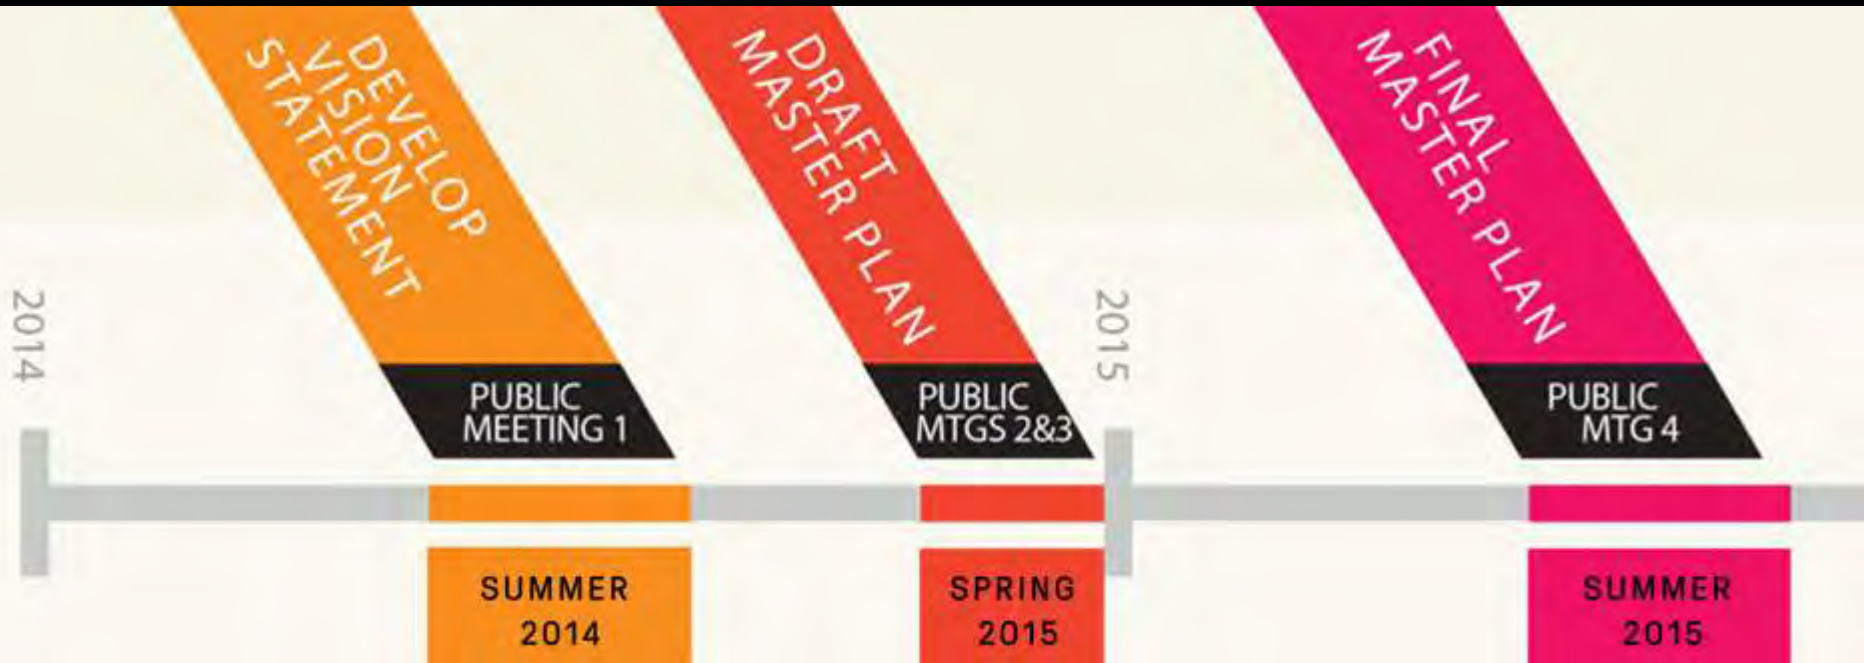 DEVELOP
VISION
STATEMENT
DRAFT
MASTER PLAN
FINAL
MASTER PLAN
2014
2015
PUBLIC
MEETING 1
PUBLIC
MTGS 2&3
PUBLIC
MTG 4
SUMMER
2014
SPRING
2015
SUMMER
2015